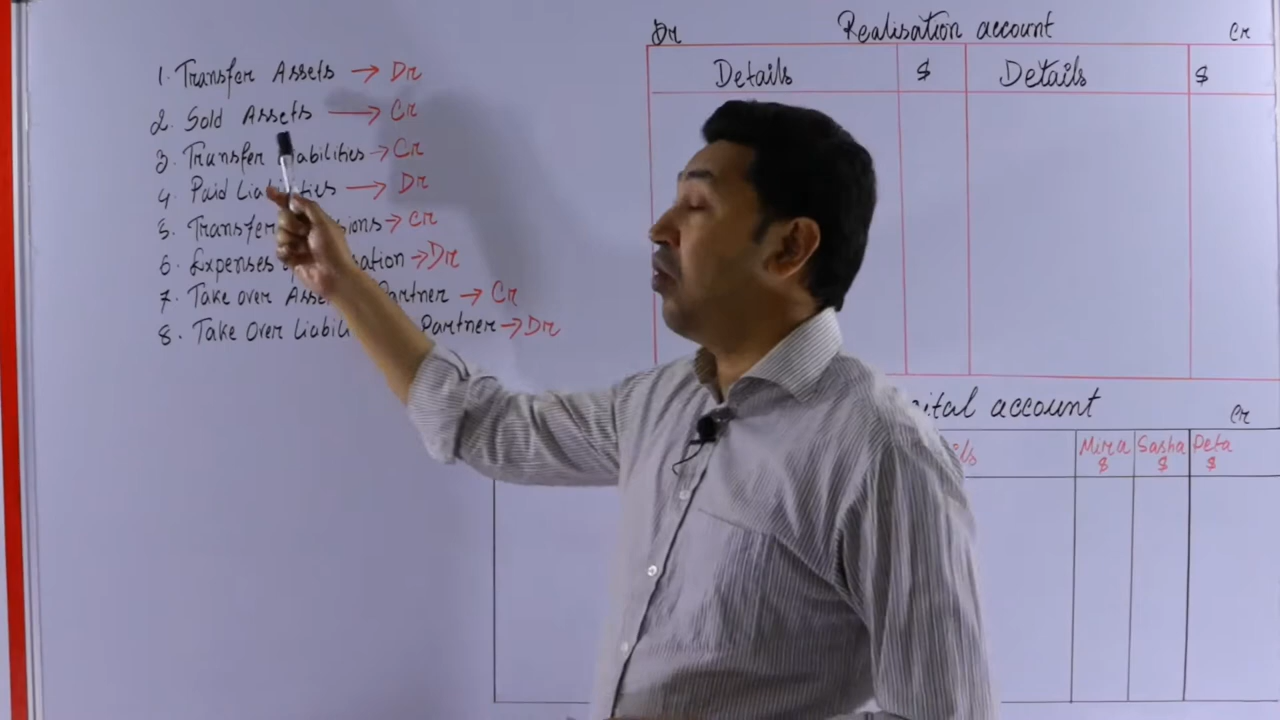 1. Transfer Assets → Dr
2. Sold Assets → Cr
3. Transfer Liabilities → Cr
4. Paid Liabilities → Dr
5. Transfer → Cr
6. Expenses → Dr
7. Take over Partner → Cr
8. Take Over Partner → Dr
Dr Realisation account Cr
Details $ Details $
account Cr
Mira Sasha Peta
$ $ $